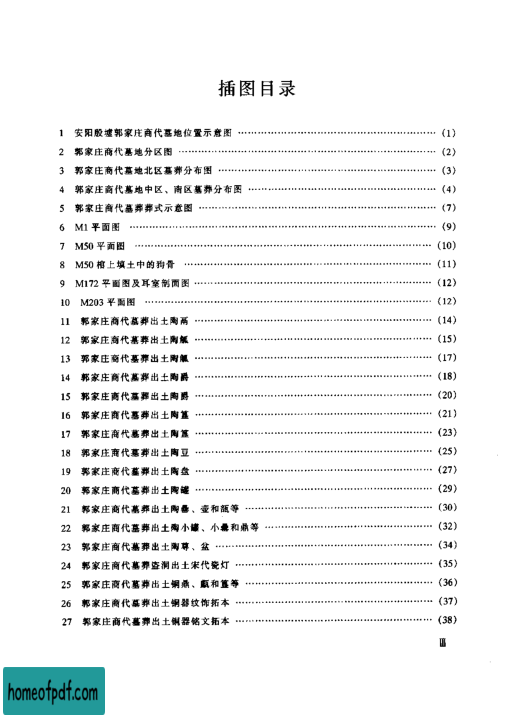 插图目录
1 安阳殷墟郭家庄商代墓地位置示意图 …………………………………………… (1)
2 郭家庄商代墓地分区图 …………………………………………… (2)
3 郭家庄商代墓地北区墓葬分布图 …………………………………………… (3)
4 郭家庄商代墓地中区、南区墓葬分布图 …………………………………………… (4)
5 郭家庄商代墓葬葬式示意图 …………………………………………… (7)
6 M1平面图 …………………………………………… (9)
7 M50平面图 …………………………………………… (10)
8 M50棺上填土中的狗骨 …………………………………………… (11)
9 M172平面图及耳室剖面图 …………………………………………… (12)
10 M203平面图 …………………………………………… (12)
11 郭家庄商代墓葬出土陶鬲 …………………………………………… (14)
12 郭家庄商代墓葬出土陶觚 …………………………………………… (15)
13 郭家庄商代墓葬出土陶觚 …………………………………………… (17)
14 郭家庄商代墓葬出土陶爵 …………………………………………… (18)
15 郭家庄商代墓葬出土陶爵 …………………………………………… (20)
16 郭家庄商代墓葬出土陶簋 …………………………………………… (21)
17 郭家庄商代墓葬出土陶簋 …………………………………………… (23)
18 郭家庄商代墓葬出土陶豆 …………………………………………… (25)
19 郭家庄商代墓葬出土陶盘 …………………………………………… (27)
20 郭家庄商代墓葬出土陶罐 …………………………………………… (29)
21 郭家庄商代墓葬出土陶罍、壶和瓿等 …………………………………………… (30)
22 郭家庄商代墓葬出土陶小罐、小罍和鼎等 …………………………………………… (32)
23 郭家庄商代墓葬出土陶尊、盆 …………………………………………… (34)
24 郭家庄商代墓葬盗洞出土宋代瓷灯 …………………………………………… (35)
25 郭家庄商代墓葬出土铜鼎、甗和簋等 …………………………………………… (36)
26 郭家庄商代墓葬出土铜器纹饰拓本 …………………………………………… (37)
27 郭家庄商代墓葬出土铜器铭文拓本 …………………………………………… (38)
Ⅲ
homeofpdf.com